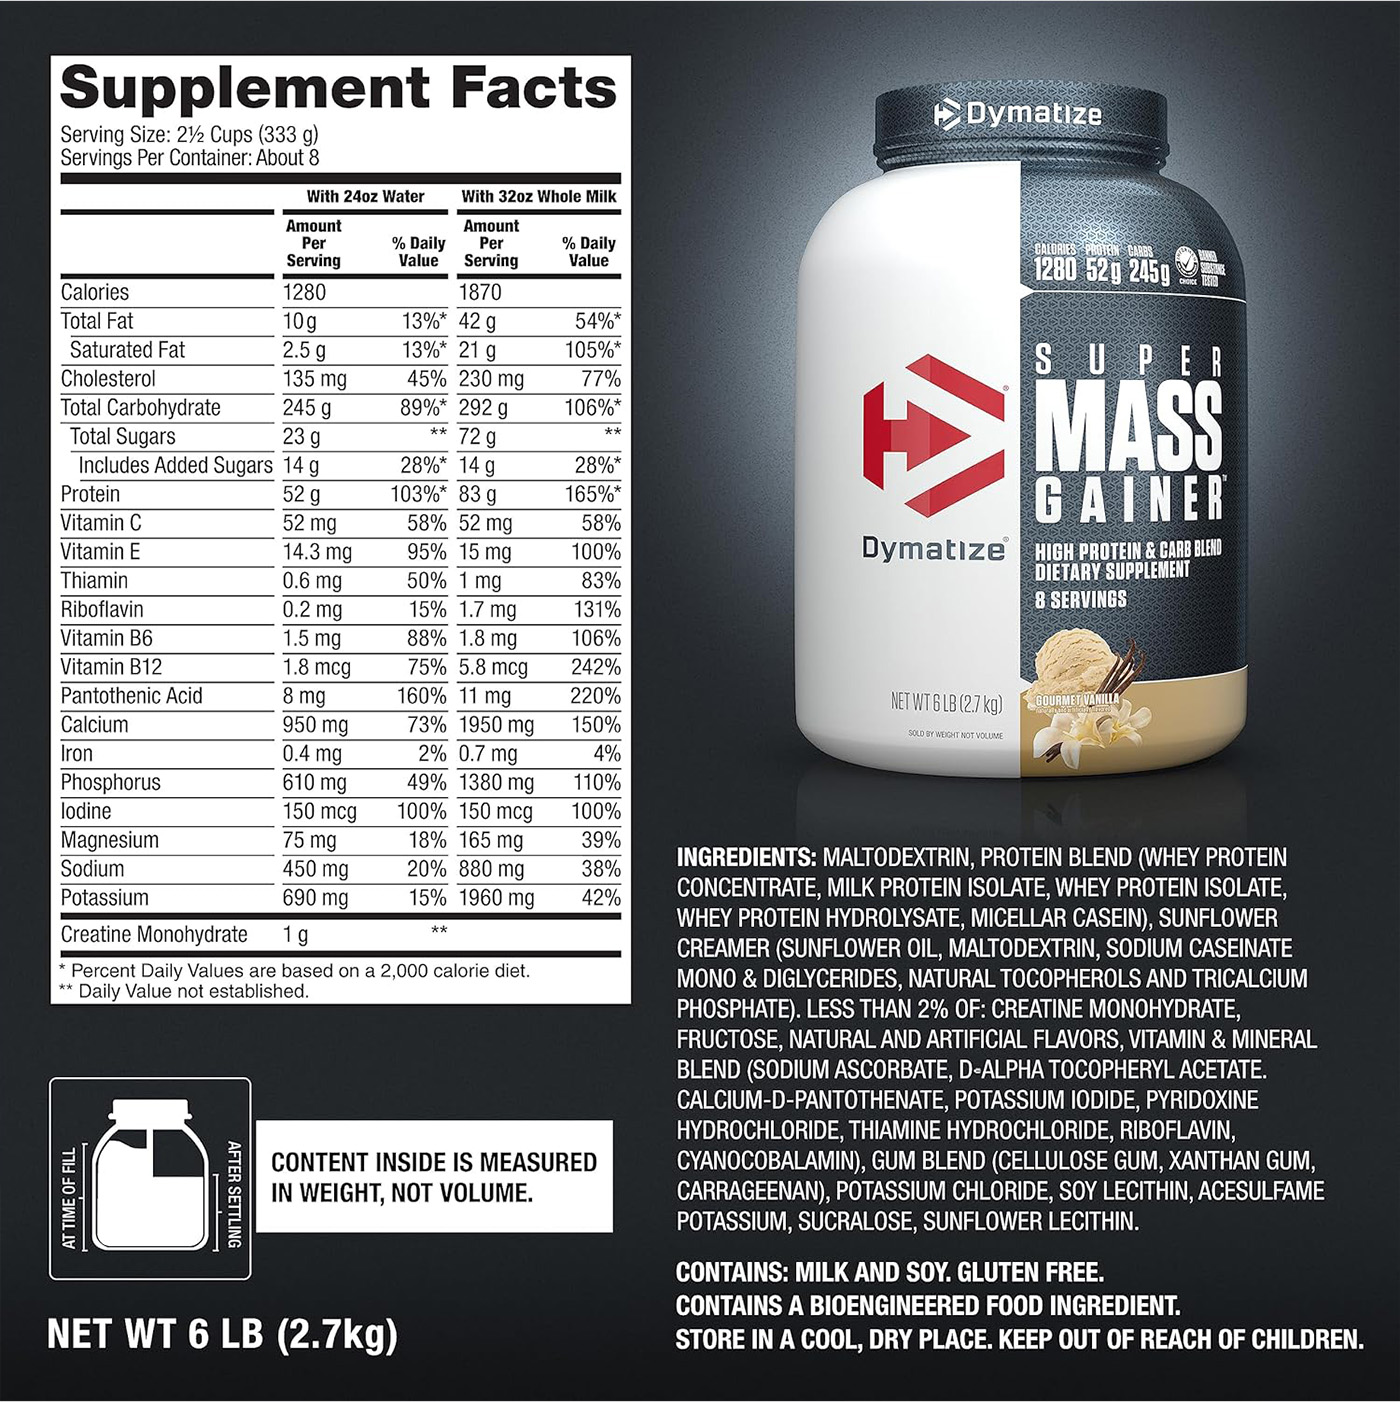 Supplement Facts
Serving Size: 2½ Cups (333 g)
Servings Per Container: About 8
With 24oz Water With 32oz Whole Milk
Amount Per Serving % Daily Value Amount Per Serving % Daily Value
Calories 1280 1870
Total Fat 10g 13%* 42 g 54%*
Saturated Fat 2.5 g 13%* 21 g 105%*
Cholesterol 135 mg 45% 230 mg 77%
Total Carbohydrate 245 g 89%* 292 g 106%*
Total Sugars 23 g ** 72 g **
Includes Added Sugars 14 g 28%* 14 g 28%*
Protein 52 g 103%* 83 g 165%*
Vitamin C 52 mg 58% 52 mg 58%
Vitamin E 14.3 mg 95% 15 mg 100%
Thiamin 0.6 mg 50% 1 mg 83%
Riboflavin 0.2 mg 15% 1.7 mg 131%
Vitamin B6 1.5 mg 88% 1.8 mg 106%
Vitamin B12 1.8 mcg 75% 5.8 mcg 242%
Pantothenic Acid 8 mg 160% 11 mg 220%
Calcium 950 mg 73% 1950 mg 150%
Iron 0.4 mg 2% 0.7 mg 4%
Phosphorus 610 mg 49% 1380 mg 110%
Iodine 150 mcg 100% 150 mcg 100%
Magnesium 75 mg 18% 165 mg 39%
Sodium 450 mg 20% 880 mg 38%
Potassium 690 mg 15% 1960 mg 42%
Creatine Monohydrate 1 g **
* Percent Daily Values are based on a 2,000 calorie diet.
** Daily Value not established.
AT TIME OF FILL
AFTER SETTLING
CONTENT INSIDE IS MEASURED
IN WEIGHT, NOT VOLUME.
NET WT 6 LB (2.7kg)
Dymatize
CALORIES PROTEIN CARBS
1280 52g 245g
CHOICE
BANNED
SUBSTANCE
TESTED
SUPER
MASS
GAINER™
HIGH PROTEIN & CARB BLEND
DIETARY SUPPLEMENT
8 SERVINGS
Dymatize®
GOURMET VANILLA
NET WT 6 LB (2.7 kg)
SOLD BY WEIGHT NOT VOLUME
INGREDIENTS: MALTODEXTRIN, PROTEIN BLEND (WHEY PROTEIN
CONCENTRATE, MILK PROTEIN ISOLATE, WHEY PROTEIN ISOLATE,
WHEY PROTEIN HYDROLYSATE, MICELLAR CASEIN), SUNFLOWER
CREAMER (SUNFLOWER OIL, MALTODEXTRIN, SODIUM CASEINATE
MONO & DIGLYCERIDES, NATURAL TOCOPHEROLS AND TRICALCIUM
PHOSPHATE). LESS THAN 2% OF: CREATINE MONOHYDRATE,
FRUCTOSE, NATURAL AND ARTIFICIAL FLAVORS, VITAMIN & MINERAL
BLEND (SODIUM ASCORBATE, D-ALPHA TOCOPHERYL ACETATE.
CALCIUM-D-PANTOTHENATE, POTASSIUM IODIDE, PYRIDOXINE
HYDROCHLORIDE, THIAMINE HYDROCHLORIDE, RIBOFLAVIN,
CYANOCOBALAMIN), GUM BLEND (CELLULOSE GUM, XANTHAN GUM,
CARRAGEENAN), POTASSIUM CHLORIDE, SOY LECITHIN, ACESULFAME
POTASSIUM, SUCRALOSE, SUNFLOWER LECITHIN.
CONTAINS: MILK AND SOY. GLUTEN FREE.
CONTAINS A BIOENGINEERED FOOD INGREDIENT.
STORE IN A COOL, DRY PLACE. KEEP OUT OF REACH OF CHILDREN.